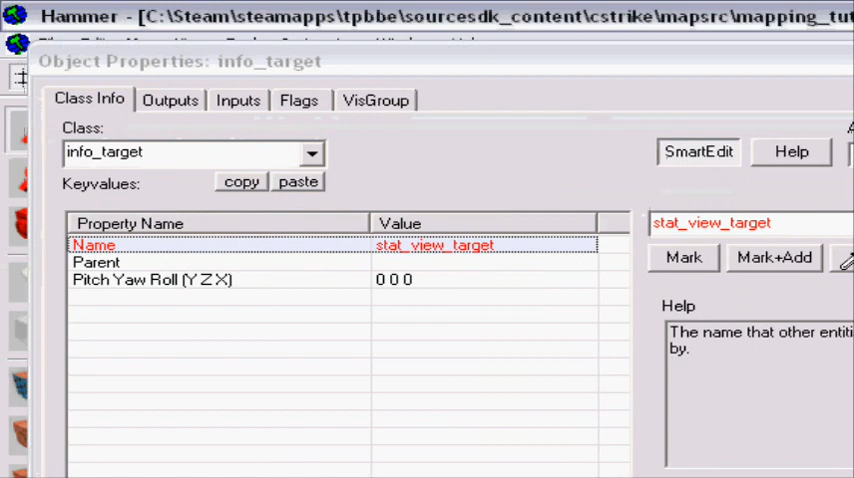 Hammer - [C:\Steam\steamapps\tpbbe\sourcesdk_content\cstrike\mapsrc\mapping_tut
Object Properties: info_target
Class Info Outputs Inputs Flags VisGroup
Class:
info_target
SmartEdit Help
Keyvalues: copy paste
Property Name Value
stat_view_target
Name stat_view_target
Parent
Mark Mark+Add
Pitch Yaw Roll (Y Z X) 0 0 0
Help
The name that other entiti
by.